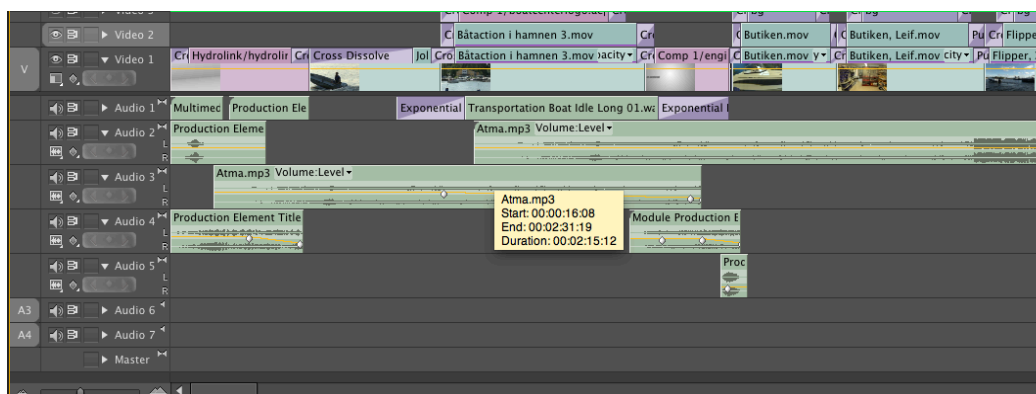 Video 2
Båtaction i hamnen 3.mov
Butiken.mov
Butiken, Leif.mov
Flippe
V
Video 1
Hydrolink/hydrolir
Cross Dissolve
Jol
Båtaction i hamnen 3.mov
Comp 1/engi
Butiken.mov
Butiken, Leif.mov
Flipper,
Audio 1
Multimec
Production Ele
Exponential
Transportation Boat Idle Long 01.wa
Exponential
Audio 2
L
R
Production Eleme
Atma.mp3
Volume:Level
Audio 3
L
R
Atma.mp3
Volume:Level
Atma.mp3
Start: 00:00:16:08
End: 00:02:31:19
Duration: 00:02:15:12
Audio 4
L
R
Production Element Title
Module Production E
Audio 5
L
R
Proc
A3
Audio 6
A4
Audio 7
Master